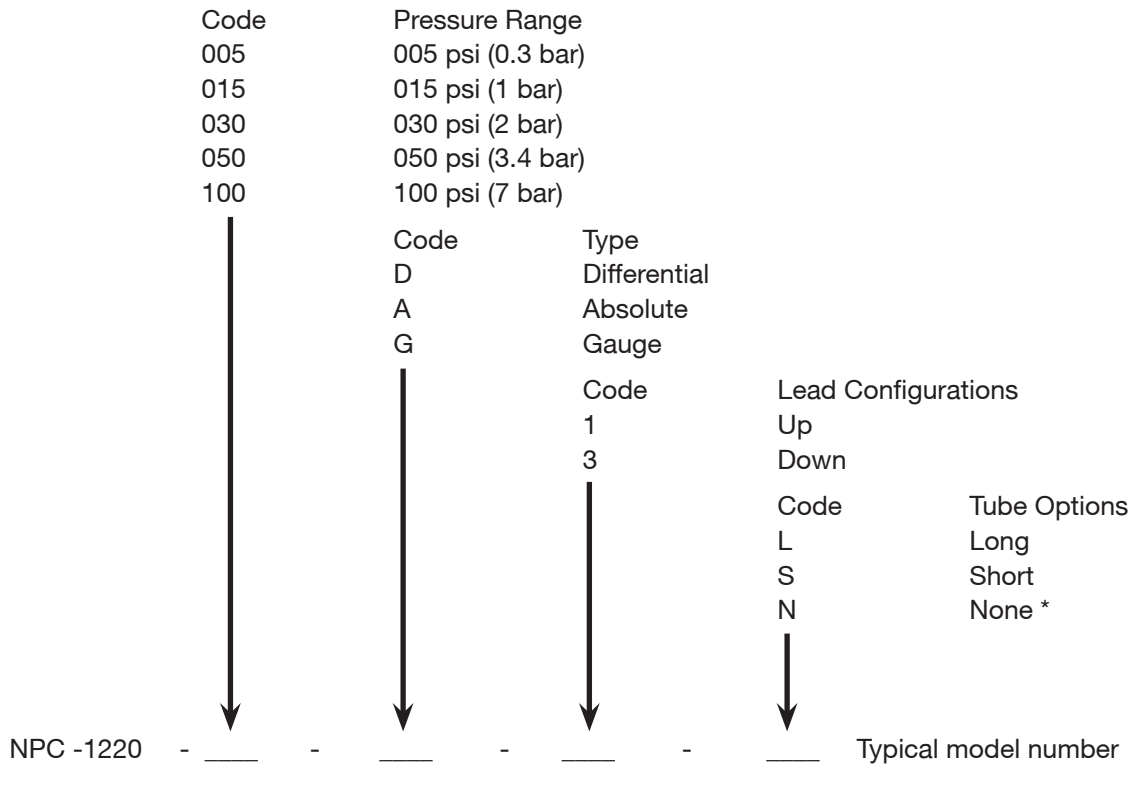 Code Pressure Range
005 005 psi (0.3 bar)
015 015 psi (1 bar)
030 030 psi (2 bar)
050 050 psi (3.4 bar)
100 100 psi (7 bar)
Code Type
D Differential
A Absolute
G Gauge
Code Lead Configurations
1 Up
3 Down
Code Tube Options
L Long
S Short
N None *
NPC -1220 - ____ - ____ - ____ - ____ Typical model number